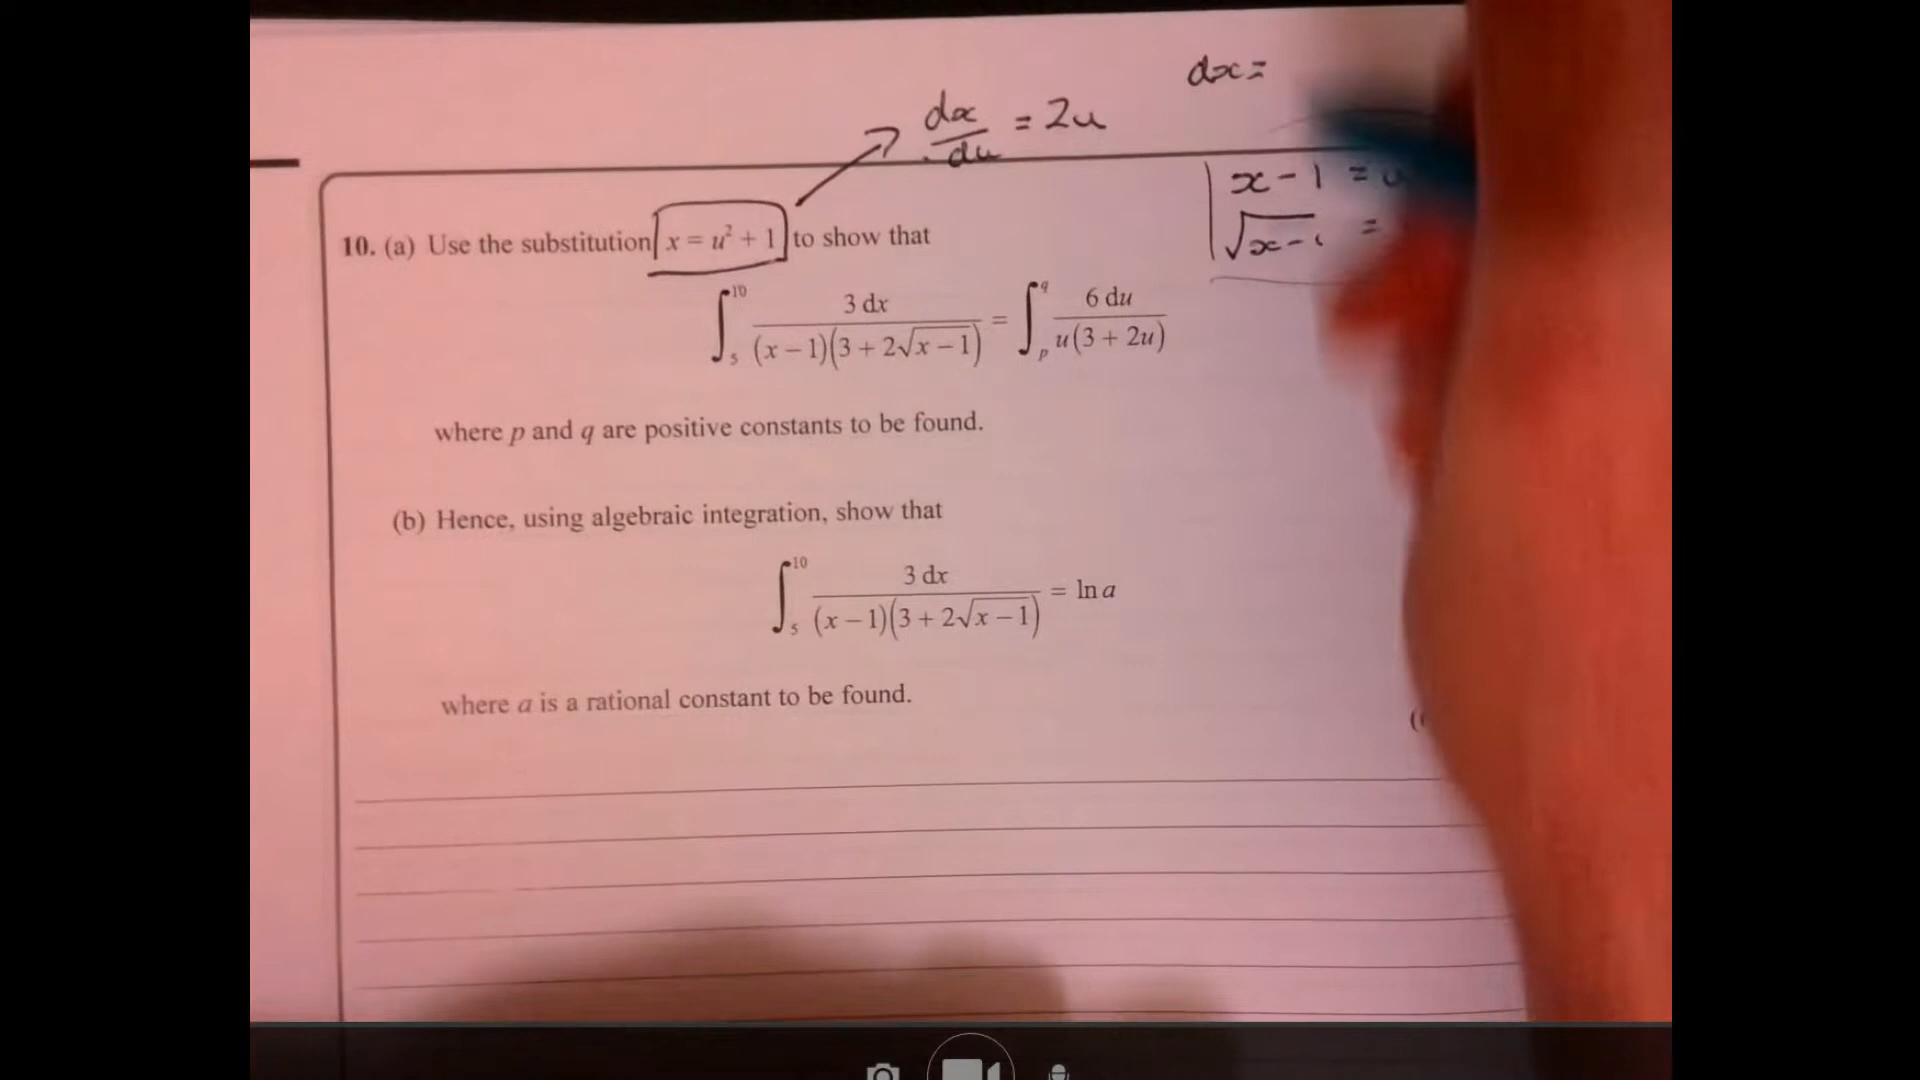 dx =
dx/du = 2u
x - 1 = u
√x-1 =
10. (a) Use the substitution x = u² + 1 to show that
∫₅¹⁰ 3 dx / (x – 1)(3 + 2√x – 1) = ∫ₚ^q 6 du / u(3 + 2u)
where p and q are positive constants to be found.
(b) Hence, using algebraic integration, show that
∫₅¹⁰ 3 dx / (x – 1)(3 + 2√x – 1) = ln a
where a is a rational constant to be found.